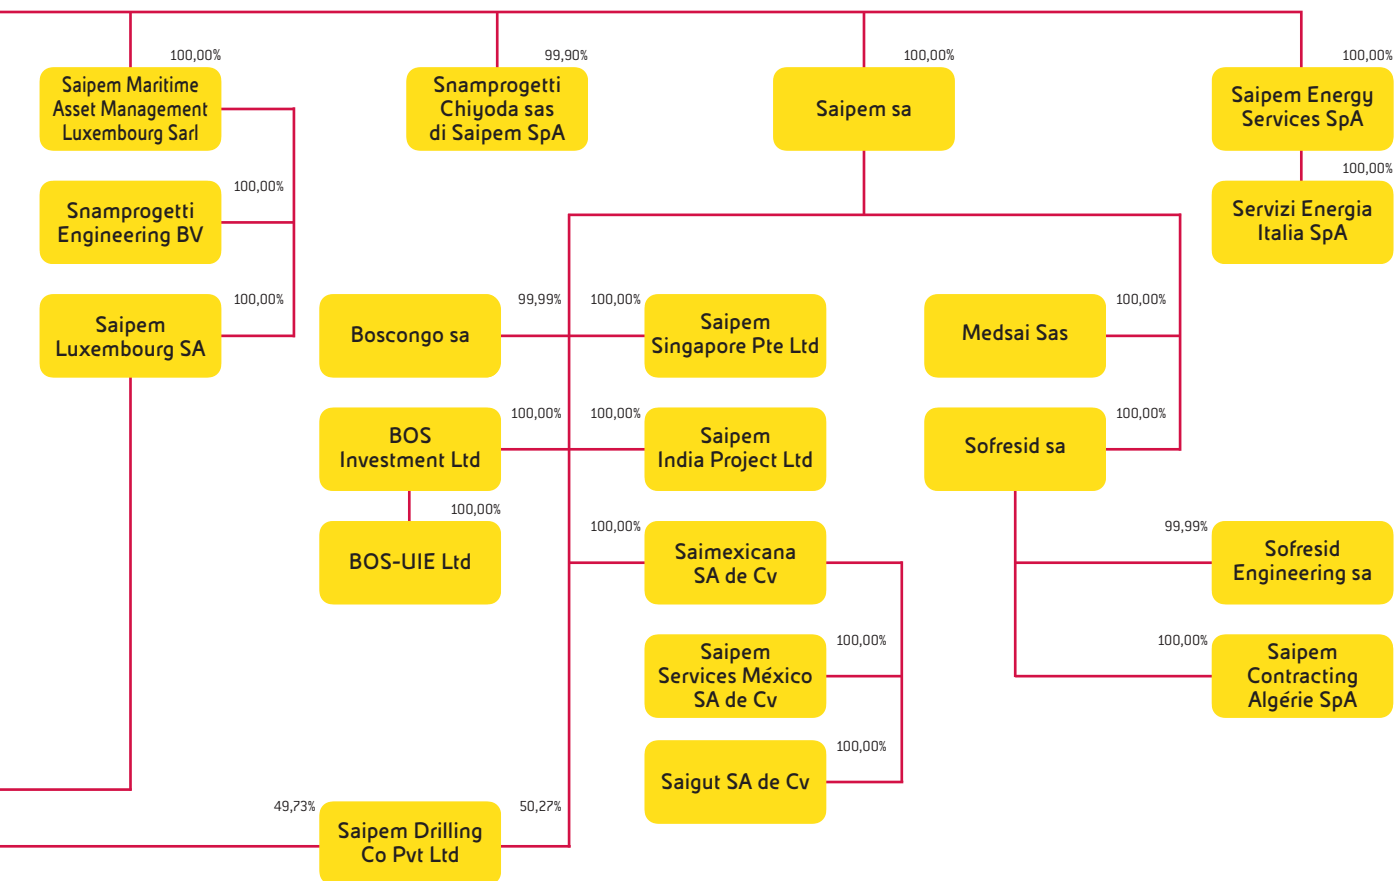 100,00%
Saipem Maritime
Asset Management
Luxembourg Sarl
99,90%
Snamprogetti
Chiyoda sas
di Saipem SpA
100,00%
Saipem sa
100,00%
Saipem Energy
Services SpA
100,00%
Snamprogetti
Engineering BV
100,00%
Servizi Energia
Italia SpA
100,00%
Saipem
Luxembourg SA
99,99%
Boscongo sa
100,00%
Saipem
Singapore Pte Ltd
100,00%
Medsai Sas
100,00%
BOS
Investment Ltd
100,00%
Saipem
India Project Ltd
100,00%
Sofresid sa
100,00%
BOS-UIE Ltd
100,00%
Saimexicana
SA de Cv
99,99%
Sofresid
Engineering sa
100,00%
Saipem
Services México
SA de Cv
100,00%
Saipem
Contracting
Algérie SpA
100,00%
Saigut SA de Cv
49,73%
50,27%
Saipem Drilling
Co Pvt Ltd